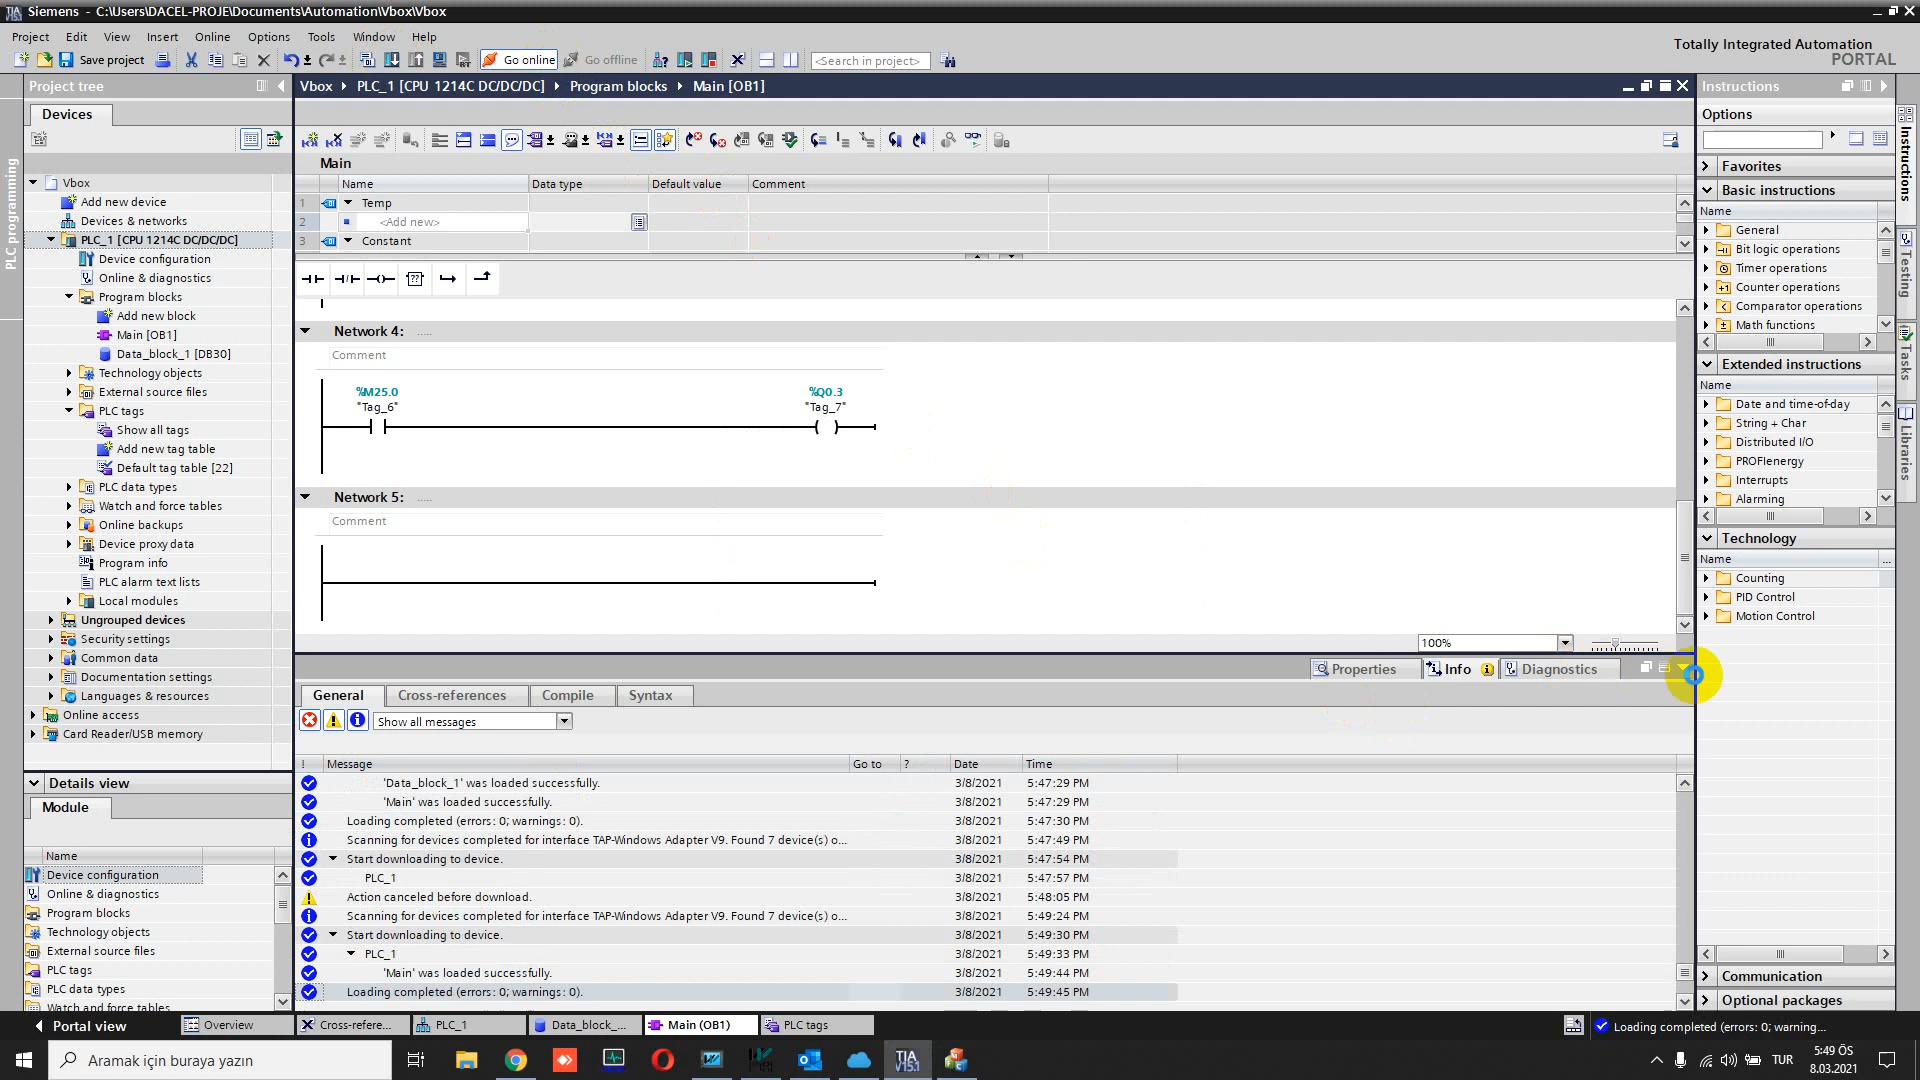 Siemens - C:\Users\DACEL-PROJE\Documents\Automation\Vbox\Vbox
Project Edit View Insert Online Options Tools Window Help
Totally Integrated Automation
PORTAL
Save project Go online Go offline <Search in project>
Project tree
Vbox PLC_1 [CPU 1214C DC/DC/DC] Program blocks Main [OB1]
Instructions
Devices
Options
PLC programming
Main
Name Data type Default value Comment
1 Temp
2 <Add new>
3 Constant
Vbox
Add new device
Devices & networks
PLC_1 [CPU 1214C DC/DC/DC]
Device configuration
Online & diagnostics
Program blocks
Add new block
Main [OB1]
Data_block_1 [DB30]
Technology objects
External source files
PLC tags
Show all tags
Add new tag table
Default tag table [22]
PLC data types
Watch and force tables
Online backups
Device proxy data
Program info
PLC alarm text lists
Local modules
Ungrouped devices
Security settings
Common data
Documentation settings
Languages & resources
Online access
Card Reader/USB memory
Details view
Module
Name
Device configuration
Online & diagnostics
Program blocks
Technology objects
External source files
PLC tags
PLC data types
Watch and force tables
??
Network 4: .....
Comment
%M25.0
"Tag_6"
%Q0.3
"Tag_7"
Network 5: .....
Comment
100%
Properties Info Diagnostics
General Cross-references Compile Syntax
Show all messages
! Message Go to ? Date Time
'Data_block_1' was loaded successfully. 3/8/2021 5:47:29 PM
'Main' was loaded successfully. 3/8/2021 5:47:29 PM
Loading completed (errors: 0; warnings: 0). 3/8/2021 5:47:30 PM
Scanning for devices completed for interface TAP-Windows Adapter V9. Found 7 device(s) o... 3/8/2021 5:47:49 PM
Start downloading to device. 3/8/2021 5:47:54 PM
PLC_1 3/8/2021 5:47:57 PM
Action canceled before download. 3/8/2021 5:48:05 PM
Scanning for devices completed for interface TAP-Windows Adapter V9. Found 7 device(s) o... 3/8/2021 5:49:24 PM
Start downloading to device. 3/8/2021 5:49:30 PM
PLC_1 3/8/2021 5:49:33 PM
'Main' was loaded successfully. 3/8/2021 5:49:44 PM
Loading completed (errors: 0; warnings: 0). 3/8/2021 5:49:45 PM
Favorites
Basic instructions
Name
General
Bit logic operations
Timer operations
Counter operations
Comparator operations
Math functions
Extended instructions
Name
Date and time-of-day
String + Char
Distributed I/O
PROFIenergy
Interrupts
Alarming
Technology
Name ...
Counting
PID Control
Motion Control
Communication
Optional packages
Instructions
Testing
Tasks
Libraries
Portal view Overview Cross-refere... PLC_1 Data_block_... Main (OB1) PLC tags Loading completed (errors: 0; warning...
Aramak için buraya yazın
TIA
V15.1
TUR
5:49 ÖS
8.03.2021